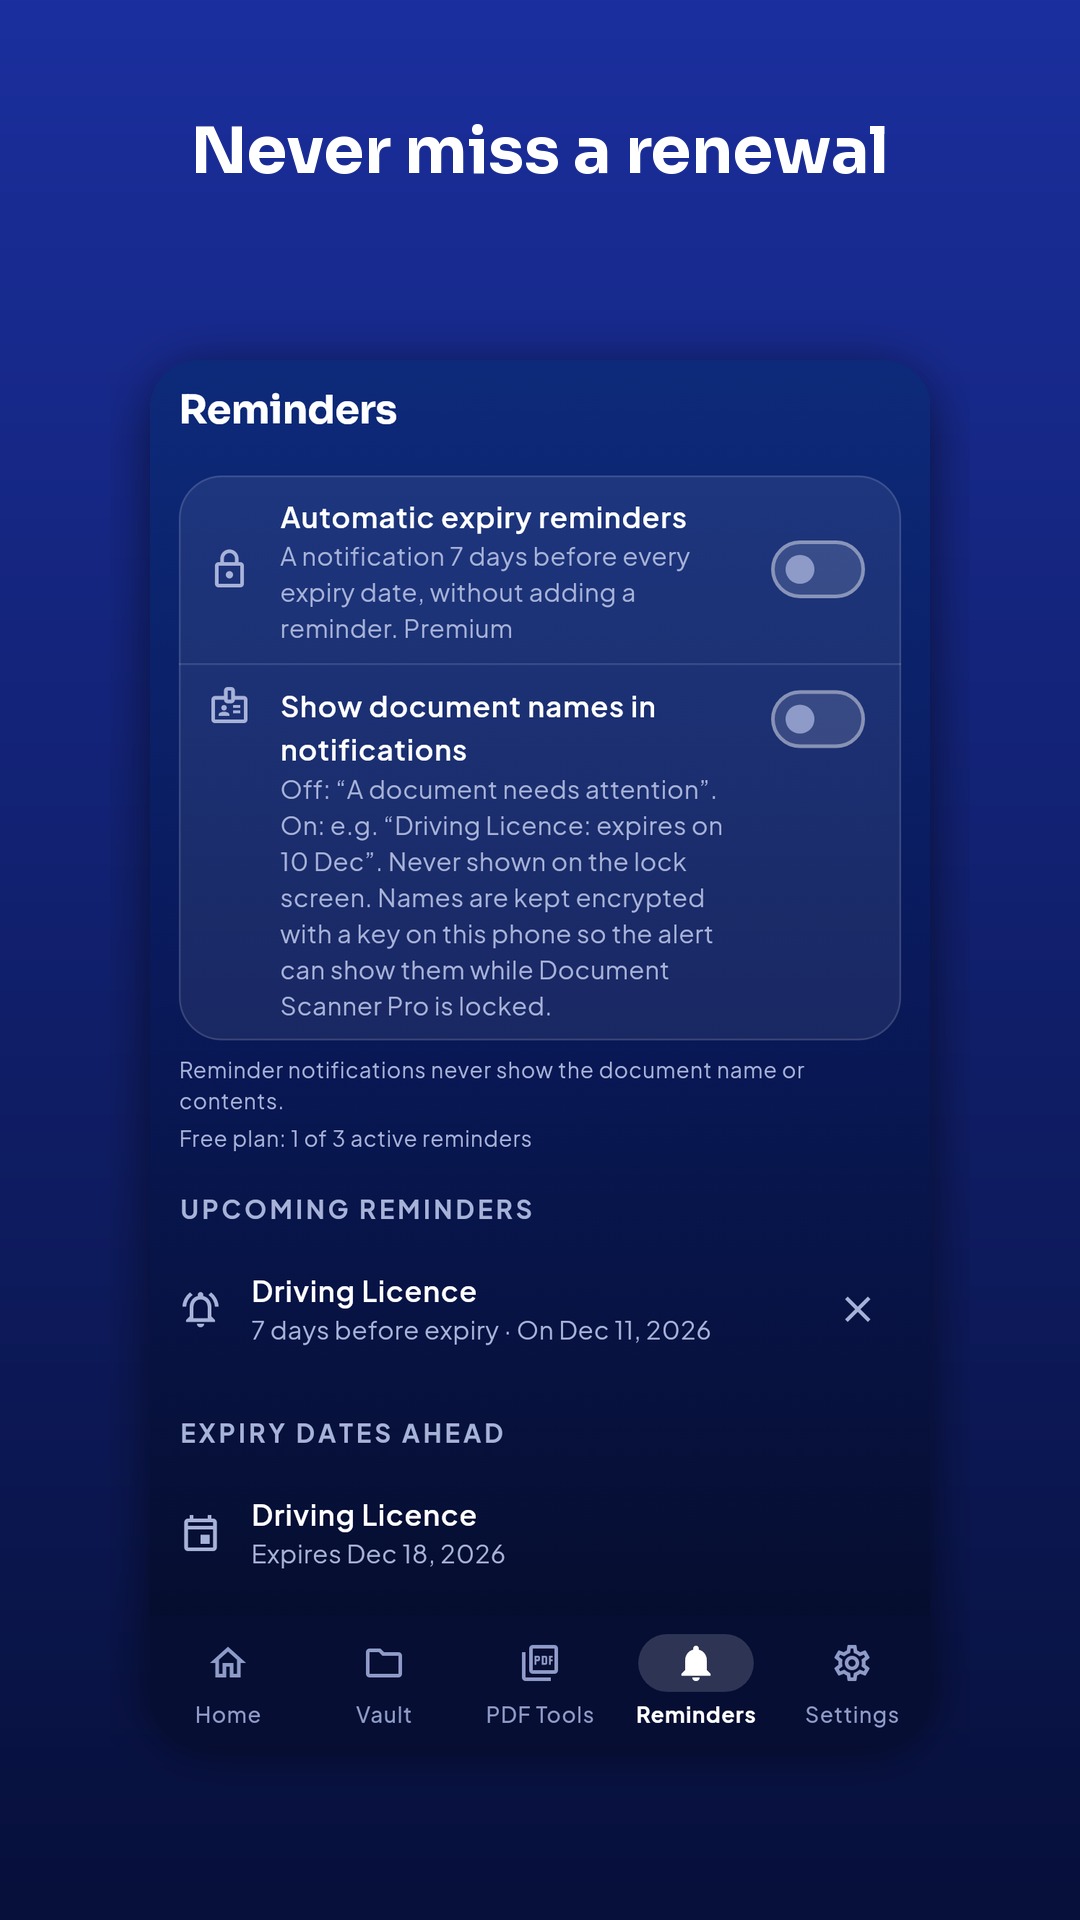 Never miss a renewal
Reminders
Automatic expiry reminders
A notification 7 days before every
expiry date, without adding a
reminder. Premium
Show document names in
notifications
Off: “A document needs attention”.
On: e.g. “Driving Licence: expires on
10 Dec”. Never shown on the lock
screen. Names are kept encrypted
with a key on this phone so the alert
can show them while Document
Scanner Pro is locked.
Reminder notifications never show the document name or
contents.
Free plan: 1 of 3 active reminders
UPCOMING REMINDERS
Driving Licence
7 days before expiry · On Dec 11, 2026
EXPIRY DATES AHEAD
Driving Licence
Expires Dec 18, 2026
PDF
Home Vault PDF Tools Reminders Settings